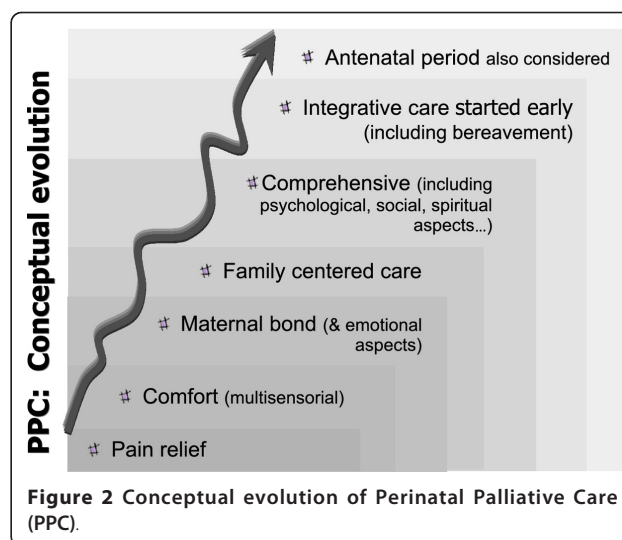 PPC: Conceptual evolution
Antenatal period also considered
Integrative care started early
(including bereavement)
Comprehensive (including
psychological, social, spiritual
aspects...)
Family centered care
Maternal bond (& emotional
aspects)
Comfort (multisensorial)
Pain relief
Figure 2 Conceptual evolution of Perinatal Palliative Care
(PPC).